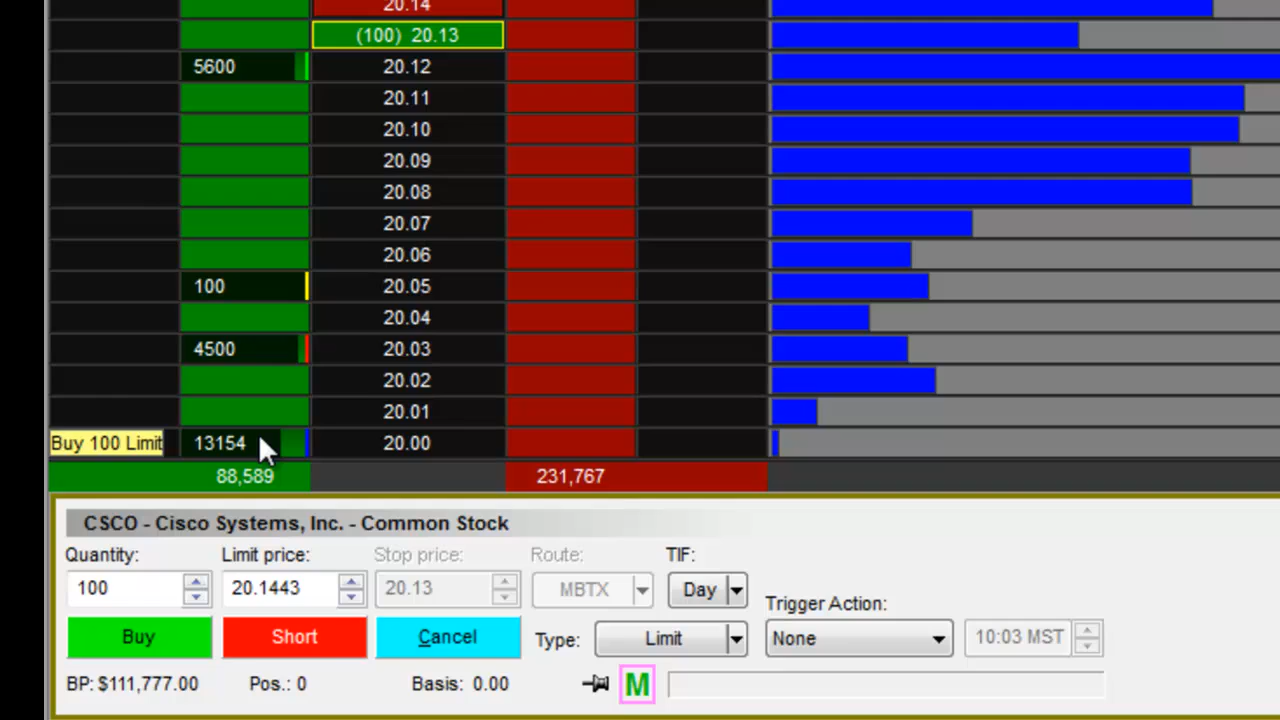 20.14
(100) 20.13
5600 20.12
20.11
20.10
20.09
20.08
20.07
20.06
100 20.05
20.04
4500 20.03
20.02
20.01
Buy 100 Limit 13154 20.00
88,589 231,767
CSCO - Cisco Systems, Inc. - Common Stock
Quantity: Limit price: Stop price: Route: TIF:
100 20.1443 20.13 MBTX Day
Trigger Action:
Buy Short Cancel Type: Limit None 10:03 MST
BP: $111,777.00 Pos.: 0 Basis: 0.00 M